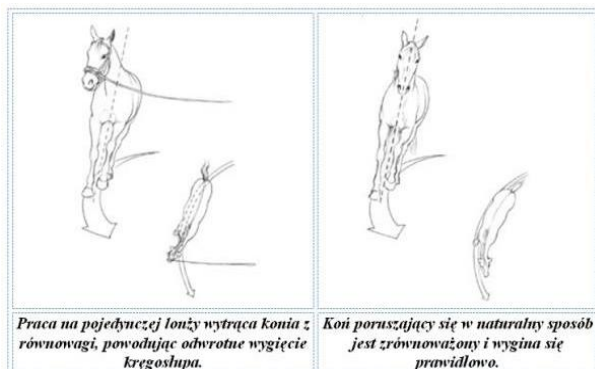 Praca na pojedynczej lonży wytrąca konia z
równowagi, powodując odwrotne wygięcie
kręgosłupa.
Koń poruszający się w naturalny sposób
jest zrównoważony i wygina się
prawidłowo.